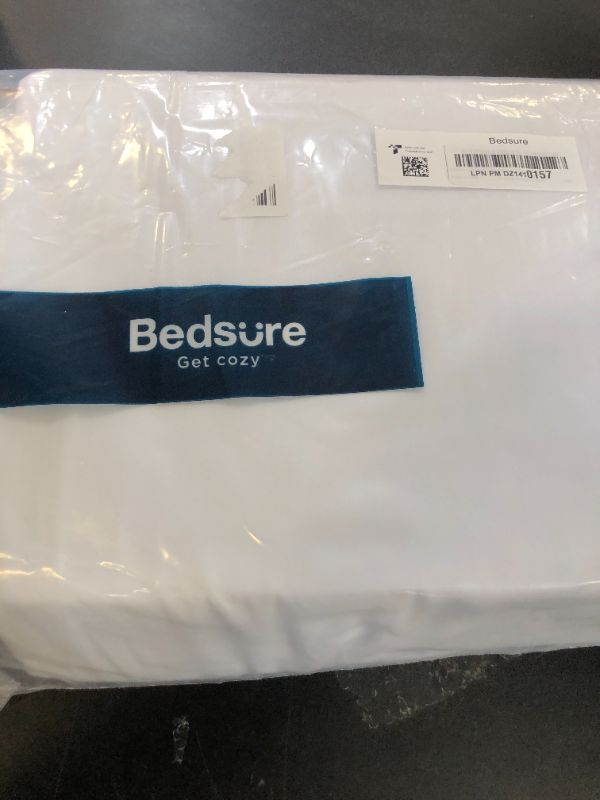 Bedsure
LPN PM DZ1410157
Bedsure
Get cozy